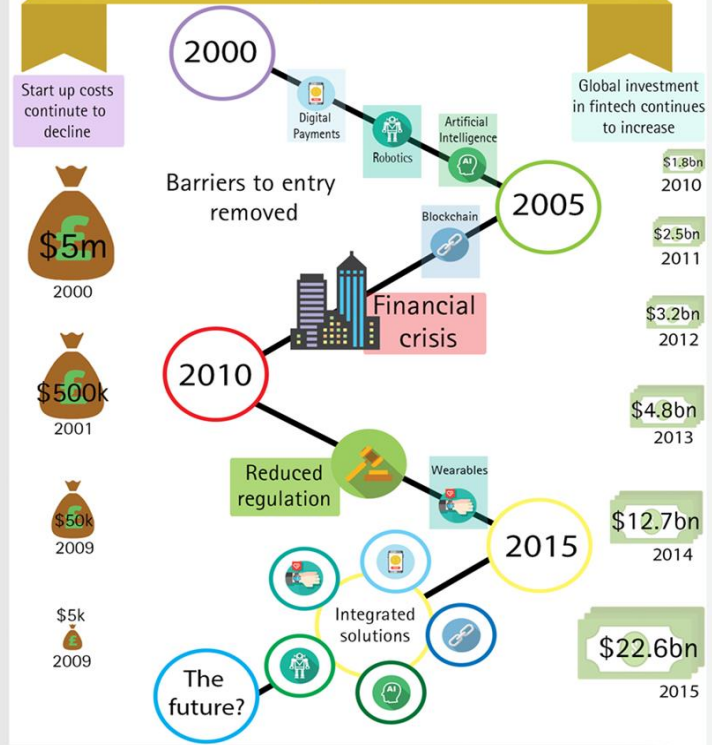 2000
Start up costs
contintute to
decline
Global investment
in fintech continues
to increase
Digital
Payments
Robotics
Artificial
Intelligence
AI
$1.8bn
2010
Barriers to entry
removed
2005
Blockchain
£
$5m
2000
$2.5bn
2011
Financial
crisis
$3.2bn
2012
2010
£
$500k
2001
$4.8bn
2013
Reduced
regulation
Wearables
£
$50k
2009
$12.7bn
2014
2015
Integrated
solutions
$5k
£
2009
AI
The
future?
$22.6bn
2015